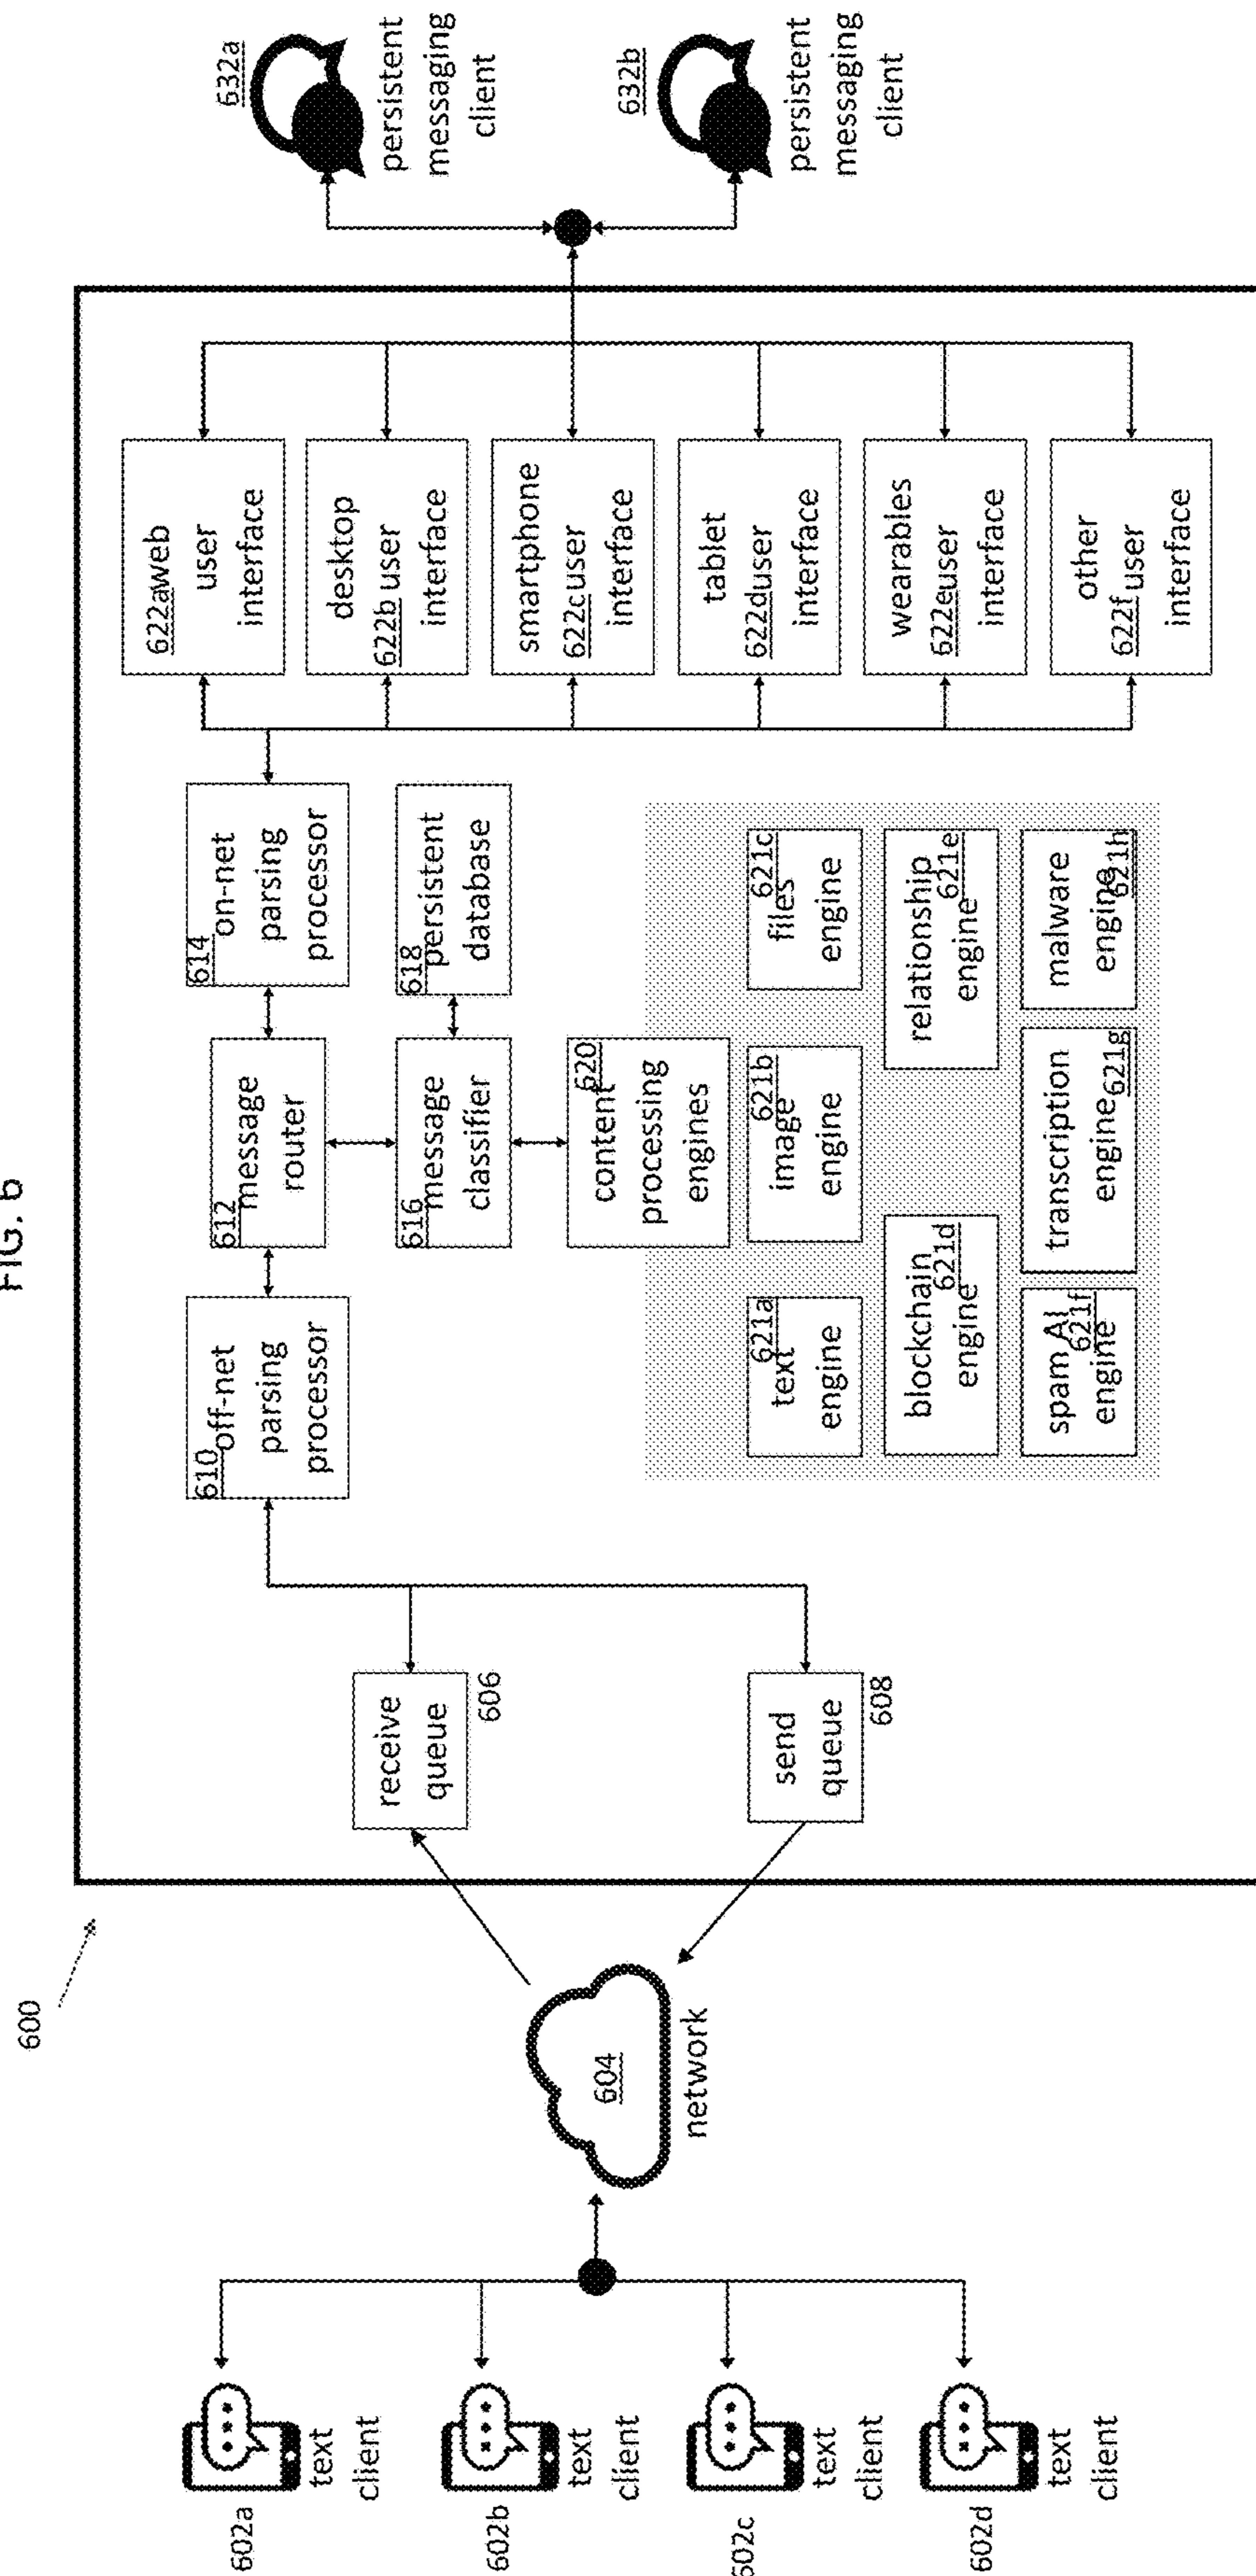 FIG. 6
600
602a
text
client
602b
text
client
602c
text
client
602d
text
client
604
network
receive
queue
606
send
queue
608
610
off-net
parsing
processor
612
message
router
614
on-net
parsing
processor
616
message
classifier
618
persistent
database
620
content
processing
engines
621a
text
engine
621b
image
engine
621c
files
engine
blockchain
621d
engine
relationship
621e
engine
spam AI
621f
engine
transcription
621g
engine
malware
621h
engine
622a web
user
interface
desktop
622b user
interface
smartphone
622c user
interface
tablet
622d user
interface
wearables
622e user
interface
other
622f user
interface
632a
persistent
messaging
client
632b
persistent
messaging
client